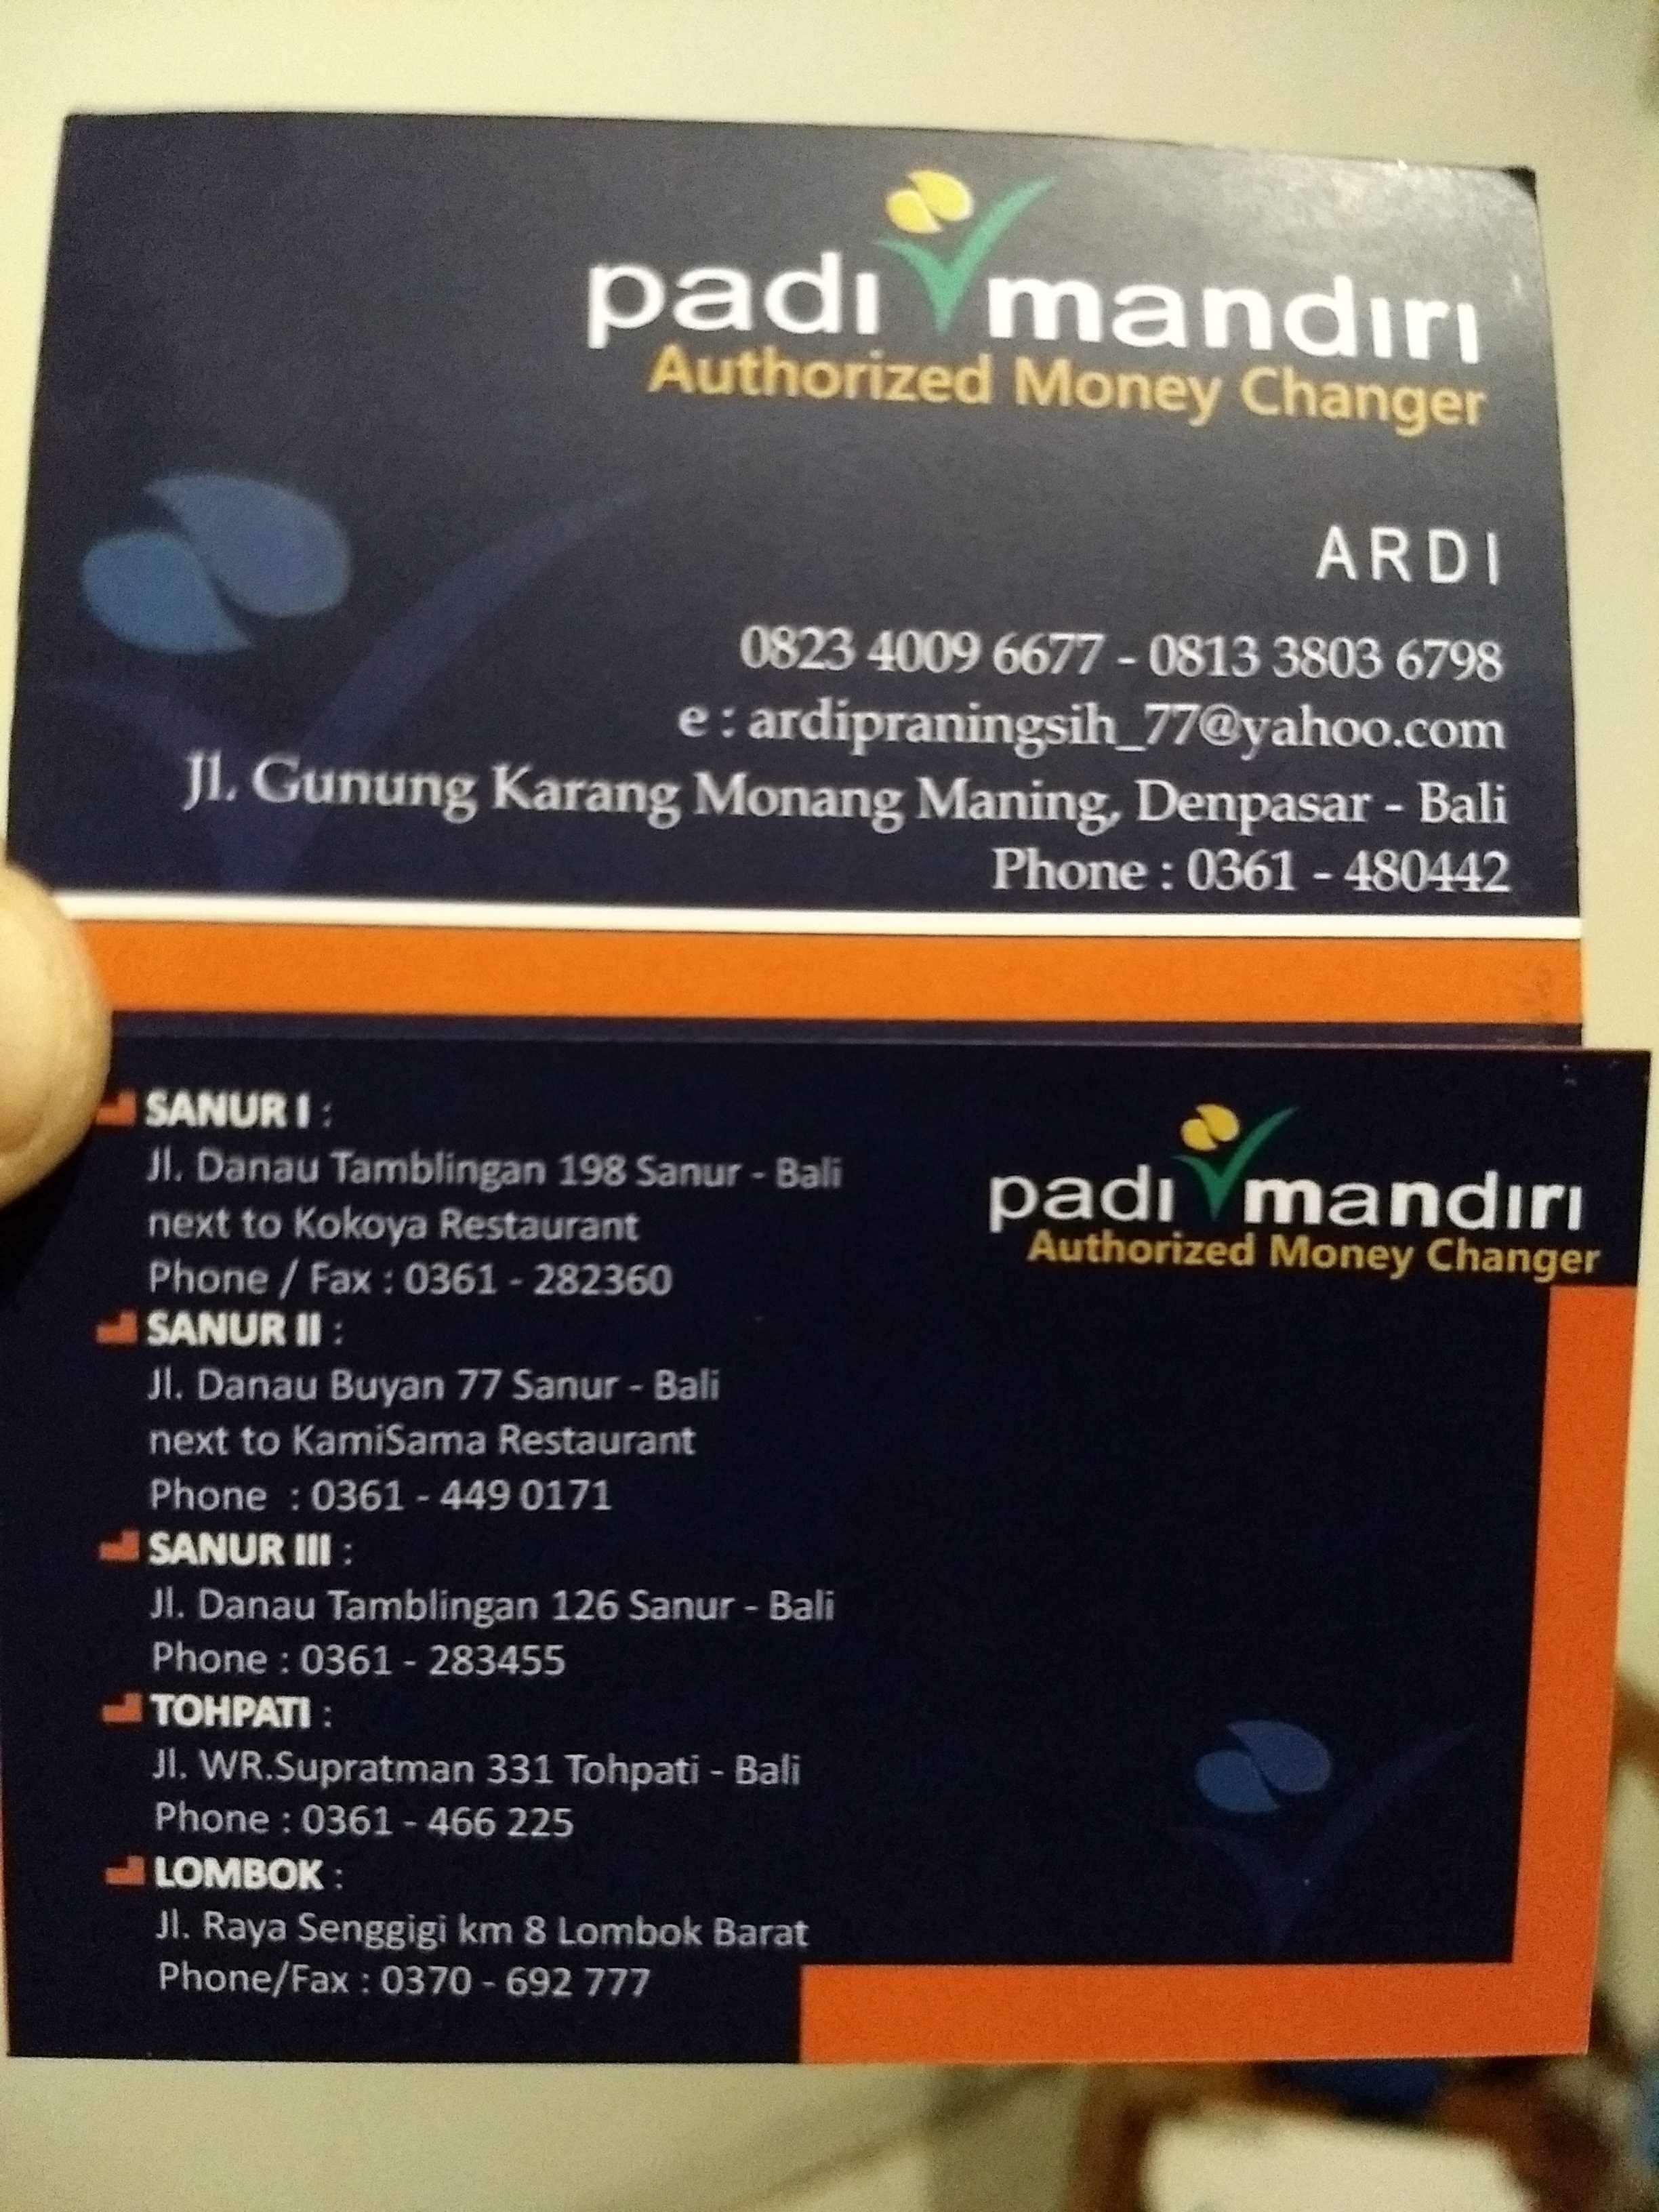 padi mandiri
Authorized Money Changer
ARDI
0823 4009 6677 - 0813 3803 6798
e : ardipraningsih_77@yahoo.com
Jl. Gunung Karang Monang Maning, Denpasar - Bali
Phone : 0361 - 480442
padi mandiri
Authorized Money Changer
SANUR I :
Jl. Danau Tamblingan 198 Sanur - Bali
next to Kokoya Restaurant
Phone / Fax : 0361 - 282360
SANUR II :
Jl. Danau Buyan 77 Sanur - Bali
next to KamiSama Restaurant
Phone : 0361 - 449 0171
SANUR III :
Jl. Danau Tamblingan 126 Sanur - Bali
Phone : 0361 - 283455
TOHPATI :
Jl. WR.Supratman 331 Tohpati - Bali
Phone : 0361 - 466 225
LOMBOK :
Jl. Raya Senggigi km 8 Lombok Barat
Phone/Fax : 0370 - 692 777